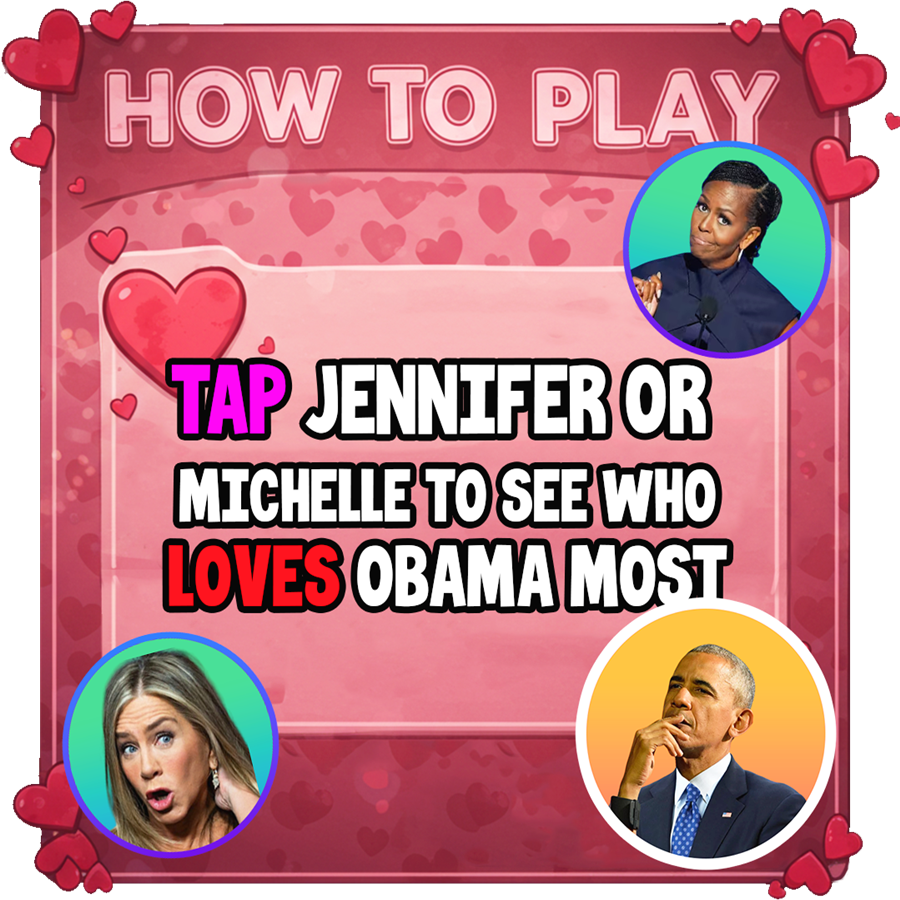 HOW TO PLAY
TAP JENNIFER OR
MICHELLE TO SEE WHO
LOVES OBAMA MOST